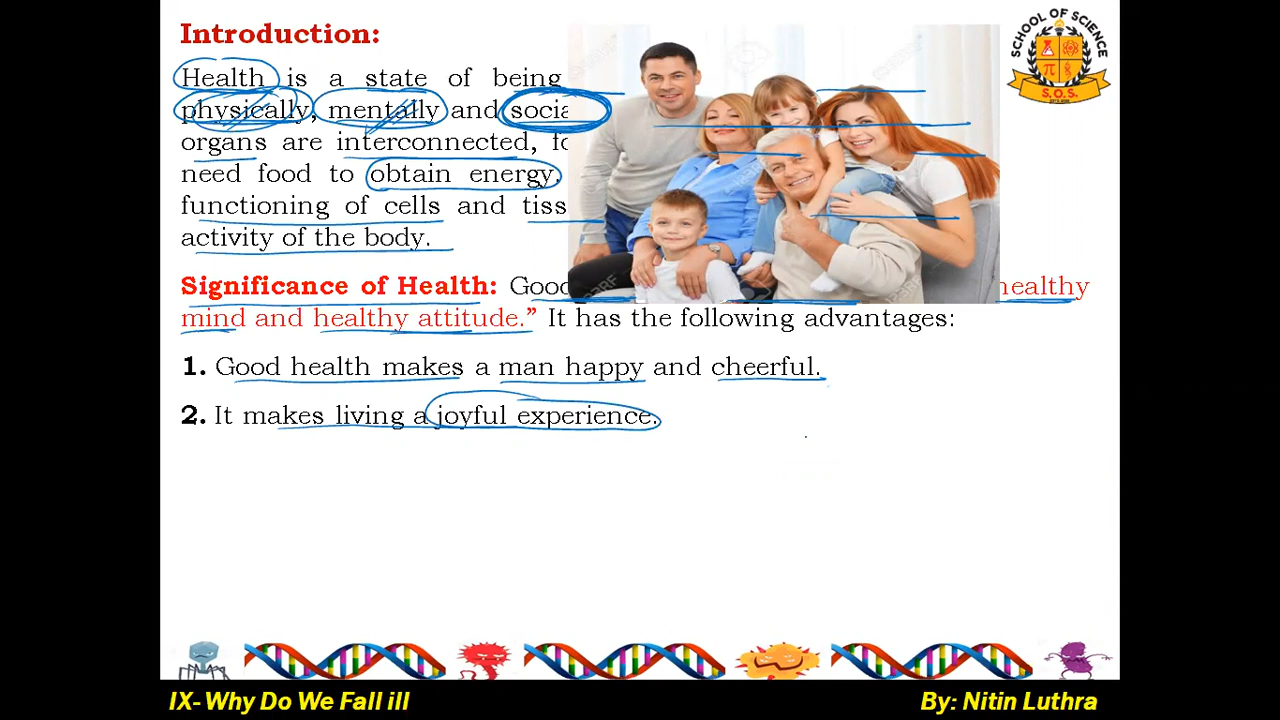 Introduction:
Health is a state of being
physically, mentally and
organs are interconnected,
need food to obtain energy.
functioning of cells and
activity of the body.
Significance of Health: Good healthy
mind and healthy attitude.” It has the following advantages:
1. Good health makes a man happy and cheerful.
2. It makes living a joyful experience.
SCHOOL OF SCIENCE
S.O.S.
IX- Why Do We Fall ill
By: Nitin Luthra